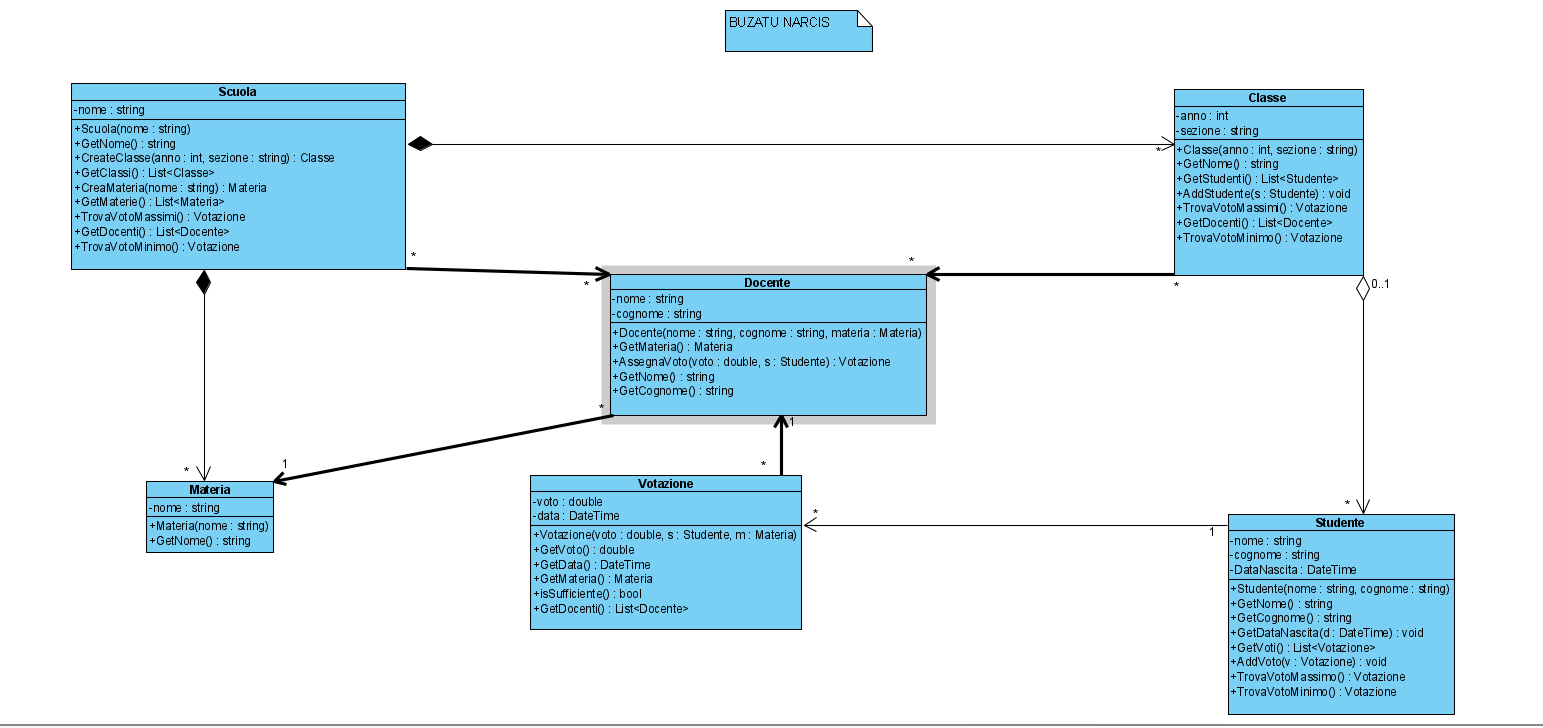 BUZATU NARCIS
Scuola
-nome : string
+Scuola(nome : string)
+GetNome() : string
+CreateClasse(anno : int, sezione : string) : Classe
+GetClassi() : List<Classe>
+CreaMateria(nome : string) : Materia
+GetMaterie() : List<Materia>
+TrovaVotoMassimi() : Votazione
+GetDocenti() : List<Docente>
+TrovaVotoMinimo() : Votazione
Classe
-anno : int
-sezione : string
+Classe(anno : int, sezione : string)
+GetNome() : string
+GetStudenti() : List<Studente>
+AddStudente(s : Studente) : void
+TrovaVotoMassimi() : Votazione
+GetDocenti() : List<Docente>
+TrovaVotoMinimo() : Votazione
*
*
*
*
*
0..1
Docente
-nome : string
-cognome : string
+Docente(nome : string, cognome : string, materia : Materia)
+GetMateria() : Materia
+AssegnaVoto(voto : double, s : Studente) : Votazione
+GetNome() : string
+GetCognome() : string
*
1
1
*
*
Materia
-nome : string
+Materia(nome : string)
+GetNome() : string
Votazione
-voto : double
-data : DateTime
+Votazione(voto : double, s : Studente, m : Materia)
+GetVoto() : double
+GetData() : DateTime
+GetMateria() : Materia
+isSufficiente() : bool
+GetDocenti() : List<Docente>
*
1
*
Studente
-nome : string
-cognome : string
-DataNascita : DateTime
+Studente(nome : string, cognome : string)
+GetNome() : string
+GetCognome() : string
+GetDataNascita(d : DateTime) : void
+GetVoti() : List<Votazione>
+AddVoto(v : Votazione) : void
+TrovaVotoMassimo() : Votazione
+TrovaVotoMinimo() : Votazione